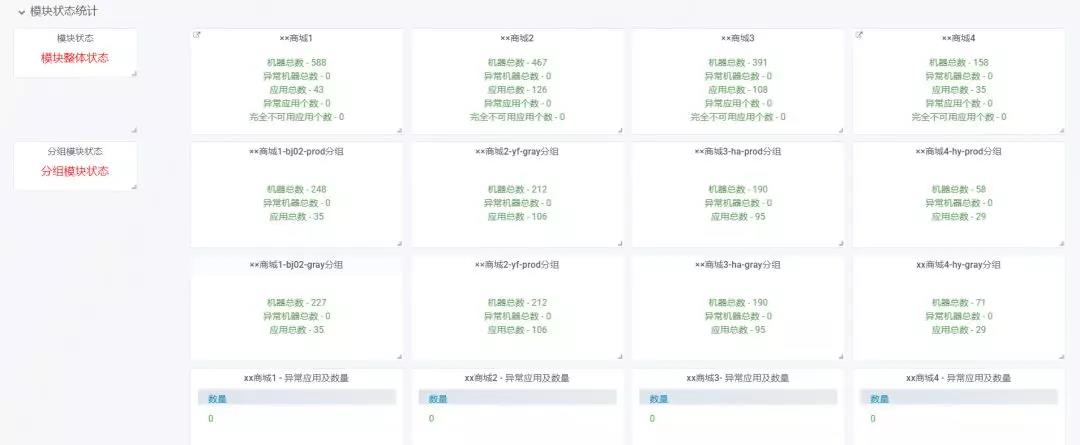 模块状态统计
模块状态
模块整体状态
××商城1
机器总数 - 588
异常机器总数 - 0
应用总数 - 43
异常应用个数 - 0
完全不可用应用个数 - 0
××商城2
机器总数 - 467
异常机器总数 - 0
应用总数 - 126
异常应用个数 - 0
完全不可用应用个数 - 0
××商城3
机器总数 - 391
异常机器总数 - 0
应用总数 - 108
异常应用个数 - 0
完全不可用应用个数 - 0
××商城4
机器总数 - 158
异常机器总数 - 0
应用总数 - 35
异常应用个数 - 0
完全不可用应用个数 - 0
分组模块状态
分组模块状态
××商城1-bj02-prod分组
机器总数 - 248
异常机器总数 - 0
应用总数 - 35
××商城2-yf-gray分组
机器总数 - 212
异常机器总数 - 0
应用总数 - 106
××商城3-ha-prod分组
机器总数 - 190
异常机器总数 - 0
应用总数 - 95
××商城4-hy-prod分组
机器总数 - 58
异常机器总数 - 0
应用总数 - 29
××商城1-bj02-gray分组
机器总数 - 227
异常机器总数 - 0
应用总数 - 35
××商城2-yf-prod分组
机器总数 - 212
异常机器总数 - 0
应用总数 - 106
××商城3-ha-gray分组
机器总数 - 190
异常机器总数 - 0
应用总数 - 95
xx商城4-hy-gray分组
机器总数 - 71
异常机器总数 - 0
应用总数 - 29
xx商城1 - 异常应用及数量
数量
0
xx商城2 - 异常应用及数量
数量
0
xx商城3- 异常应用及数量
数量
0
xx商城4 - 异常应用及数量
数量
0